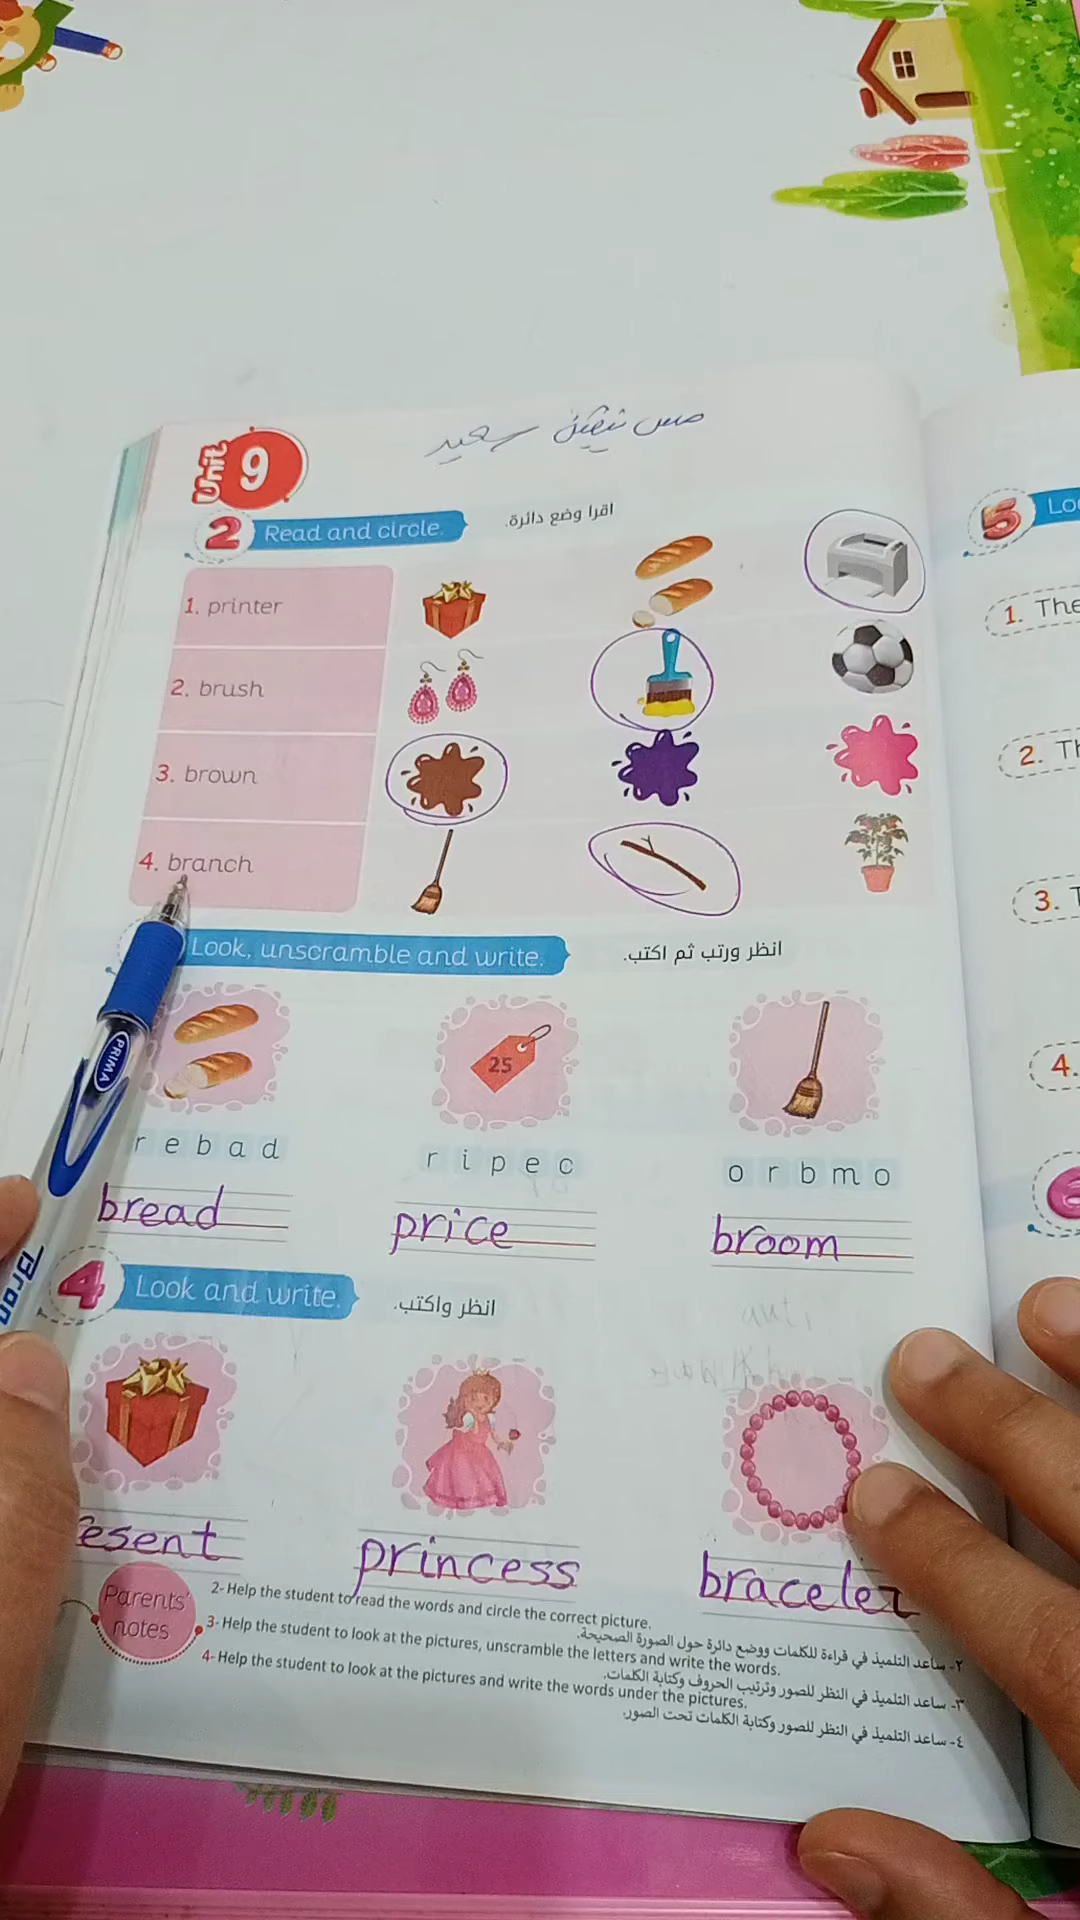 مس سعيد
Unit 9
2 Read and circle. اقرا وضع دائرة.
1. printer
2. brush
3. brown
4. branch
Look, unscramble and write. انظر ورتب ثم اكتب.
25
r e b a d
r i p e c
o r b m o
bread
price
broom
4 Look and write. انظر واكتب.
esent
princess
bracelet
Parents' notes
2- Help the student to read the words and circle the correct picture.
٢- ساعد التلميذ في قراءة للكلمات ووضع دائرة حول الصورة الصحيحة.
3- Help the student to look at the pictures, unscramble the letters and write the words.
٣- ساعد التلميذ في النظر للصور وترتيب الحروف وكتابة الكلمات.
4- Help the student to look at the pictures and write the words under the pictures.
٤- ساعد التلميذ في النظر للصور وكتابة الكلمات تحت الصور.
PRIMA
5 Lo
1. The
2. Th
3. T
4.